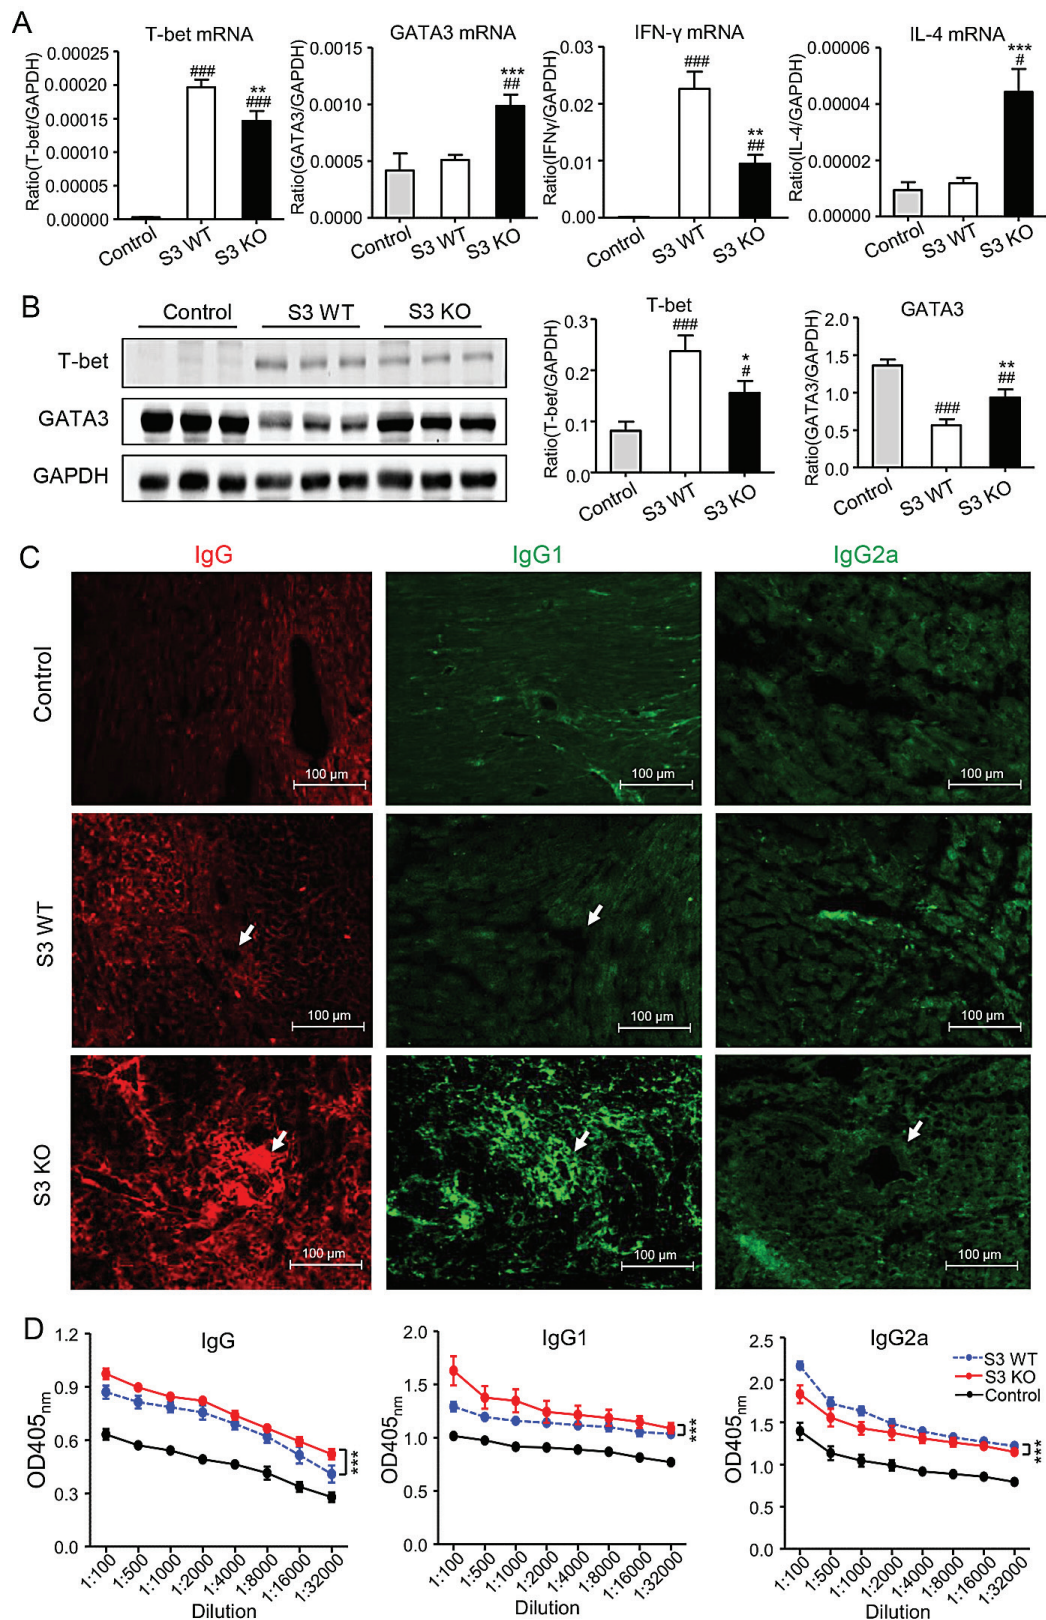 A
T-bet mRNA
Ratio(T-bet/GAPDH)
0.00025
0.00020
0.00015
0.00010
0.00005
0.00000
###
**
###
Control
S3 WT
S3 KO
GATA3 mRNA
Ratio(GATA3/GAPDH)
0.0015
0.0010
0.0005
0.0000
***
##
Control
S3 WT
S3 KO
IFN-γ mRNA
Ratio(IFNγ/GAPDH)
0.03
0.02
0.01
0.00
###
**
##
Control
S3 WT
S3 KO
IL-4 mRNA
Ratio(IL-4/GAPDH)
0.00006
0.00004
0.00002
0.00000
***
#
Control
S3 WT
S3 KO
B
Control S3 WT S3 KO
T-bet
GATA3
GAPDH
T-bet
Ratio(T-bet/GAPDH)
0.3
0.2
0.1
0.0
###
*
#
Control
S3 WT
S3 KO
GATA3
Ratio(GATA3/GAPDH)
2.0
1.5
1.0
0.5
0.0
###
**
##
Control
S3 WT
S3 KO
C
IgG IgG1 IgG2a
Control
100 μm 100 μm 100 μm
S3 WT
100 μm 100 μm 100 μm
S3 KO
100 μm 100 μm 100 μm
D
IgG
OD405nm
1.2
0.9
0.6
0.3
0.0
***
1:100 1:500 1:1000 1:2000 1:4000 1:8000 1:16000 1:32000
Dilution
IgG1
OD405nm
2.0
1.5
1.0
0.5
0.0
***
1:100 1:500 1:1000 1:2000 1:4000 1:8000 1:16000 1:32000
Dilution
IgG2a
OD405nm
2.5
2.0
1.5
1.0
0.5
0.0
S3 WT
S3 KO
Control
***
1:100 1:500 1:1000 1:2000 1:4000 1:8000 1:16000 1:32000
Dilution